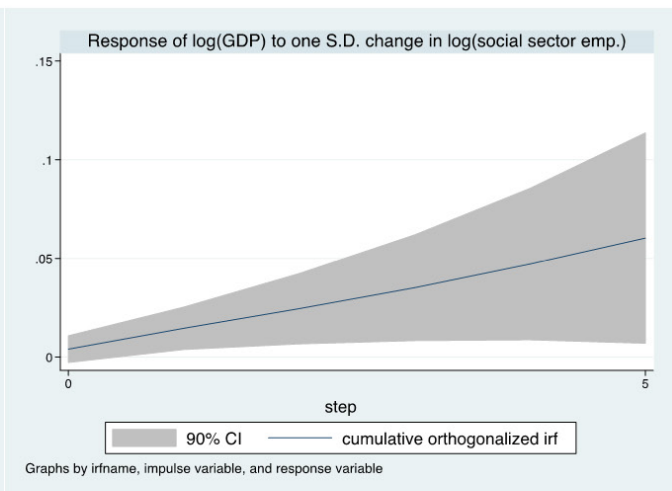 Response of log(GDP) to one S.D. change in log(social sector emp.)
.15
.1
.05
0
0 5
step
90% CI cumulative orthogonalized irf
Graphs by irfname, impulse variable, and response variable